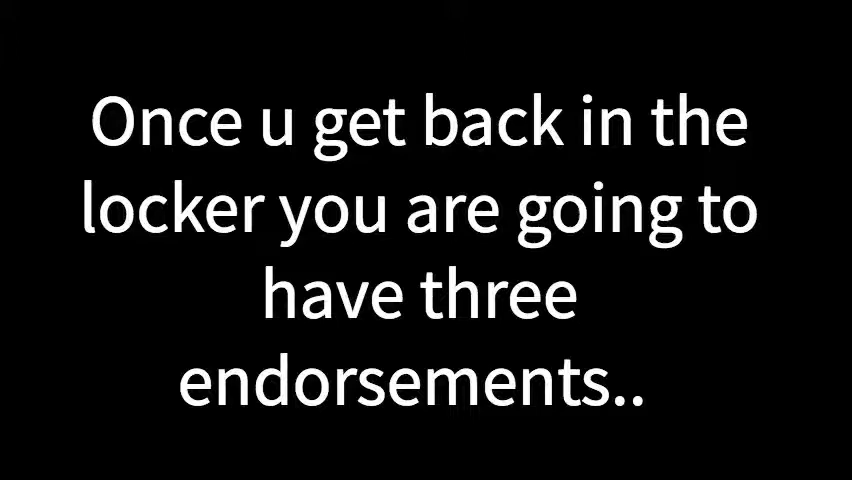 Once u get back in the
locker you are going to
have three
endorsements..